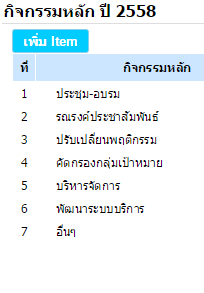 กิจกรรมหลัก ปี 2558
เพิ่ม Item
ที่ กิจกรรมหลัก
1 ประชุม-อบรม
2 รณรงค์ประชาสัมพันธ์
3 ปรับเปลี่ยนพฤติกรรม
4 คัดกรองกลุ่มเป้าหมาย
5 บริหารจัดการ
6 พัฒนาระบบบริการ
7 อื่นๆ